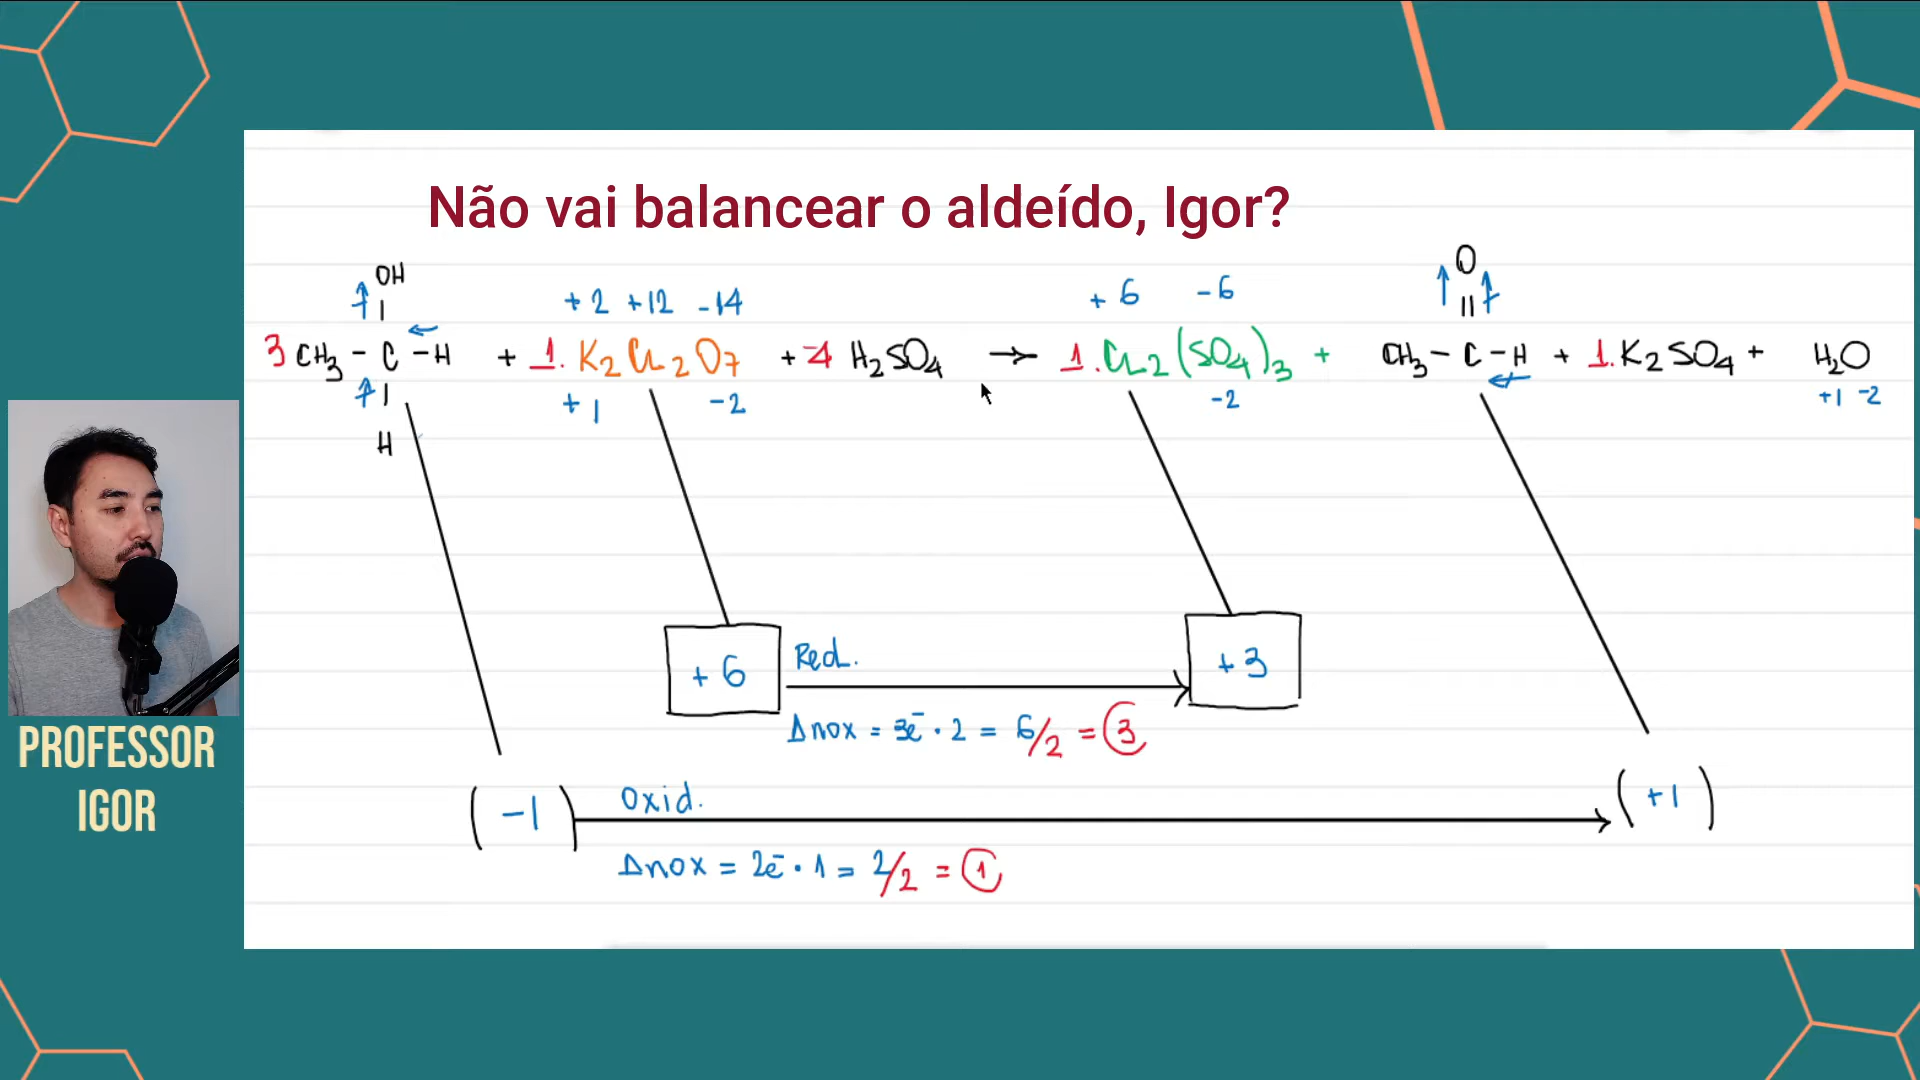 Não vai balancear o aldeído, Igor?
OH O
+2 +12 -14 +6 -6
3 CH3 - C - H + 1. K2Cr2O7 + 4 H2SO4 → 1. Cr2(SO4)3 + CH3 - C - H + 1. K2SO4 + H2O
+1 -2 -2 +1 -2
H
+6 Red. +3
Δnox = 3e⁻ · 2 = 6/2 = 3
(-1) Oxid. (+1)
Δnox = 2e⁻ · 1 = 2/2 = 1
PROFESSOR
IGOR